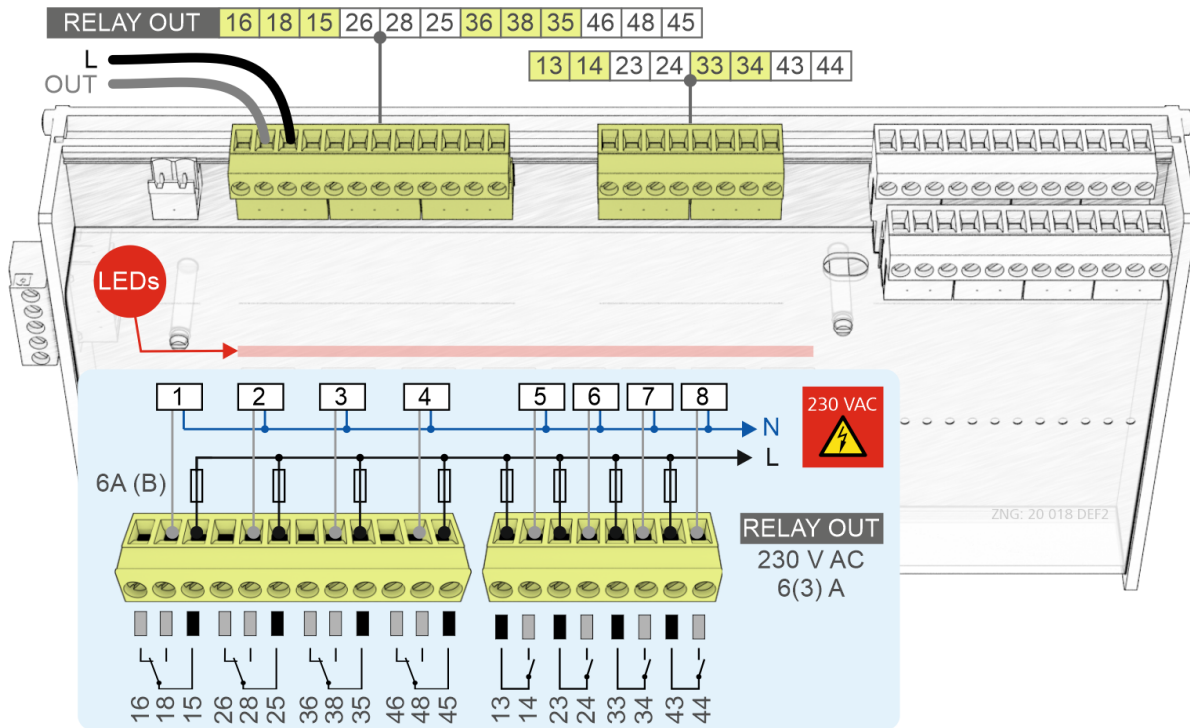 RELAY OUT 16 18 15 26 28 25 36 38 35 46 48 45
L
OUT
13 14 23 24 33 34 43 44
LEDs
1 2 3 4 5 6 7 8
230 VAC
N
L
6A (B)
ZNG: 20 018 DEF2
RELAY OUT
230 V AC
6(3) A
16 18 15 26 28 25 36 38 35 46 48 45 13 14 23 24 33 34 43 44